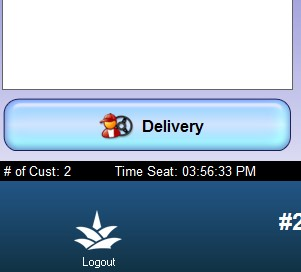 Delivery
# of Cust: 2 Time Seat: 03:56:33 PM
#2
Logout